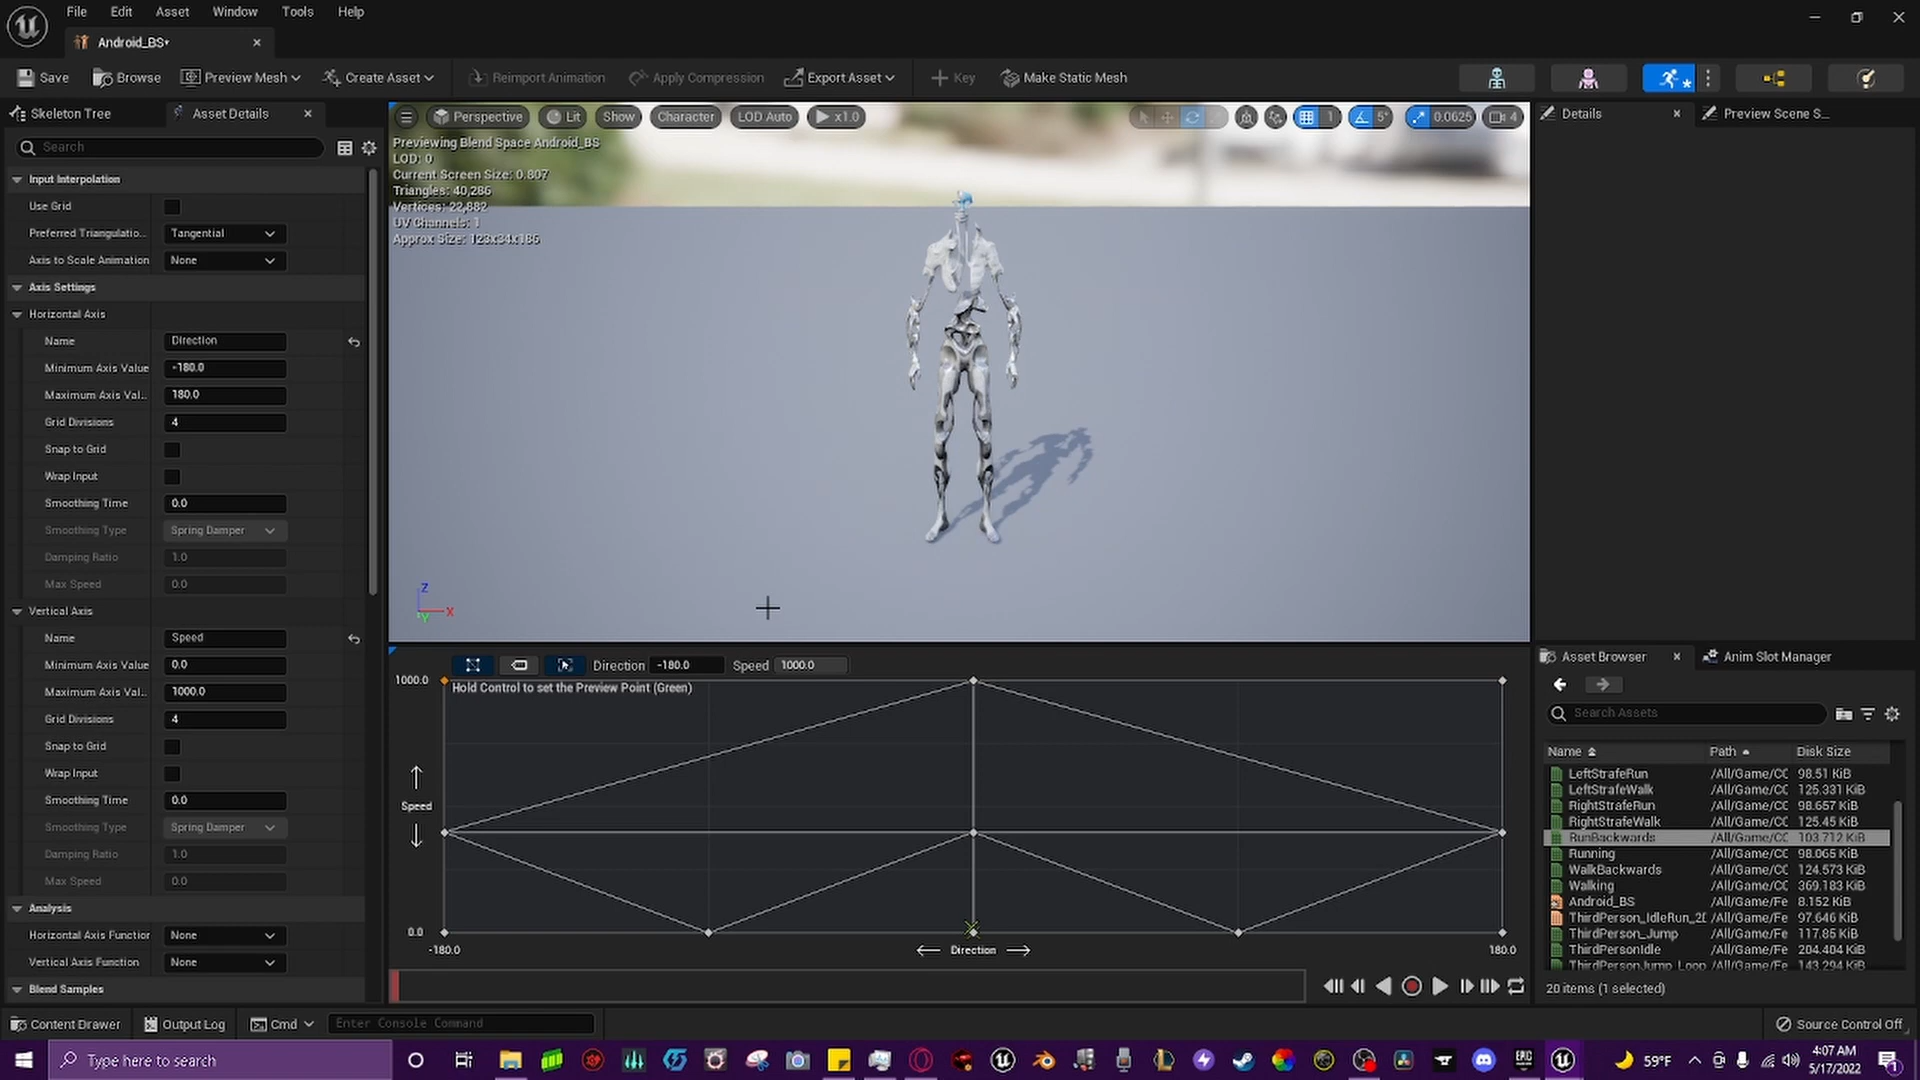 File Edit Asset Window Tools Help
Android_BS*
Save Browse Preview Mesh Create Asset Reimport Animation Apply Compression Export Asset Key Make Static Mesh
Skeleton Tree Asset Details
Search
Input Interpolation
Use Grid
Preferred Triangulatio.. Tangential
Axis to Scale Animation None
Axis Settings
Horizontal Axis
Name Direction
Minimum Axis Value -180.0
Maximum Axis Val.. 180.0
Grid Divisions 4
Snap to Grid
Wrap Input
Smoothing Time 0.0
Smoothing Type Spring Damper
Damping Ratio 1.0
Max Speed 0.0
Vertical Axis
Name Speed
Minimum Axis Value 0.0
Maximum Axis Val.. 1000.0
Grid Divisions 4
Snap to Grid
Wrap Input
Smoothing Time 0.0
Smoothing Type Spring Damper
Damping Ratio 1.0
Max Speed 0.0
Analysis
Horizontal Axis Function None
Vertical Axis Function None
Blend Samples
Perspective Lit Show Character LOD Auto x1.0
1 5° 0.0625 4
Previewing Blend Space Android_BS
LOD: 0
Current Screen Size: 0.807
Triangles: 40,286
Vertices: 22,882
UV Channels: 1
Approx Size: 123x34x186
Z
X
Y
Direction -180.0 Speed 1000.0
1000.0
Hold Control to set the Preview Point (Green)
Speed
0.0
-180.0 Direction 180.0
Details Preview Scene S...
Asset Browser Anim Slot Manager
Search Assets
Name Path Disk Size
LeftStrafeRun /All/Game/CC 98.51 KiB
LeftStrafeWalk /All/Game/CC 125.331 KiB
RightStrafeRun /All/Game/CC 98.657 KiB
RightStrafeWalk /All/Game/CC 125.45 KiB
RunBackwards /All/Game/CC 103.712 KiB
Running /All/Game/CC 98.065 KiB
WalkBackwards /All/Game/CC 124.573 KiB
Walking /All/Game/CC 369.183 KiB
Android_BS /All/Game/Fe 8.152 KiB
ThirdPerson_IdleRun_2D /All/Game/Fe 97.646 KiB
ThirdPerson_Jump /All/Game/Fe 117.85 KiB
ThirdPersonIdle /All/Game/Fe 204.404 KiB
ThirdPersonJump_Loop /All/Game/Fe 143.294 KiB
20 items (1 selected)
Content Drawer Output Log Cmd Enter Console Command Source Control Off
Type here to search
EPIC
59°F
4:07 AM
5/17/2022
1